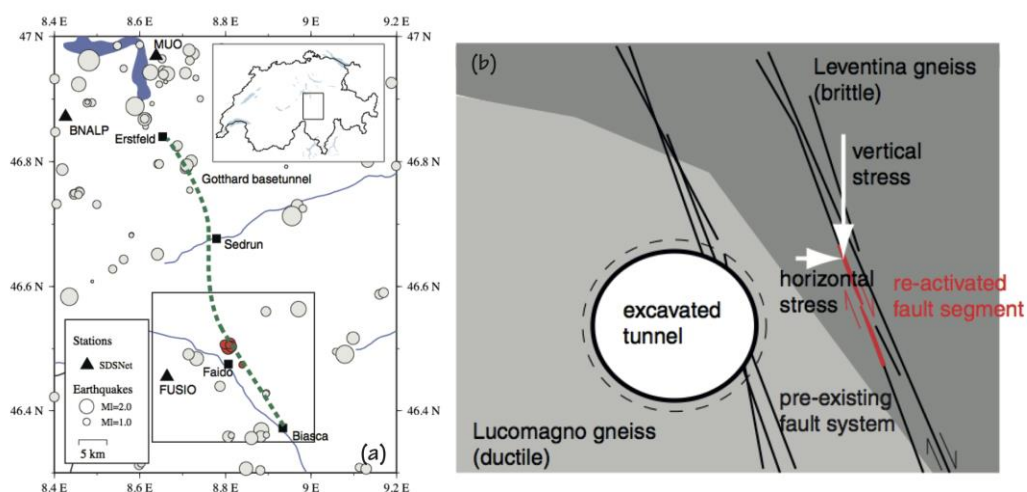 8.4 E
8.6 E
8.8 E
9 E
9.2 E
47 N
47 N
MUO
BNALP
Erstfeld
46.8 N
46.8 N
Gotthard basetunnel
Sedrun
46.6 N
46.6 N
Stations
SDSNet
Earthquakes
Ml=2.0
Ml=1.0
5 km
Faido
FUSIO
46.4 N
46.4 N
Biasca
(a)
8.4 E
8.6 E
8.8 E
9 E
9.2 E
(b)
Leventina gneiss
(brittle)
vertical
stress
horizontal
stress
re-activated
fault segment
excavated
tunnel
pre-existing
fault system
Lucomagno gneiss
(ductile)